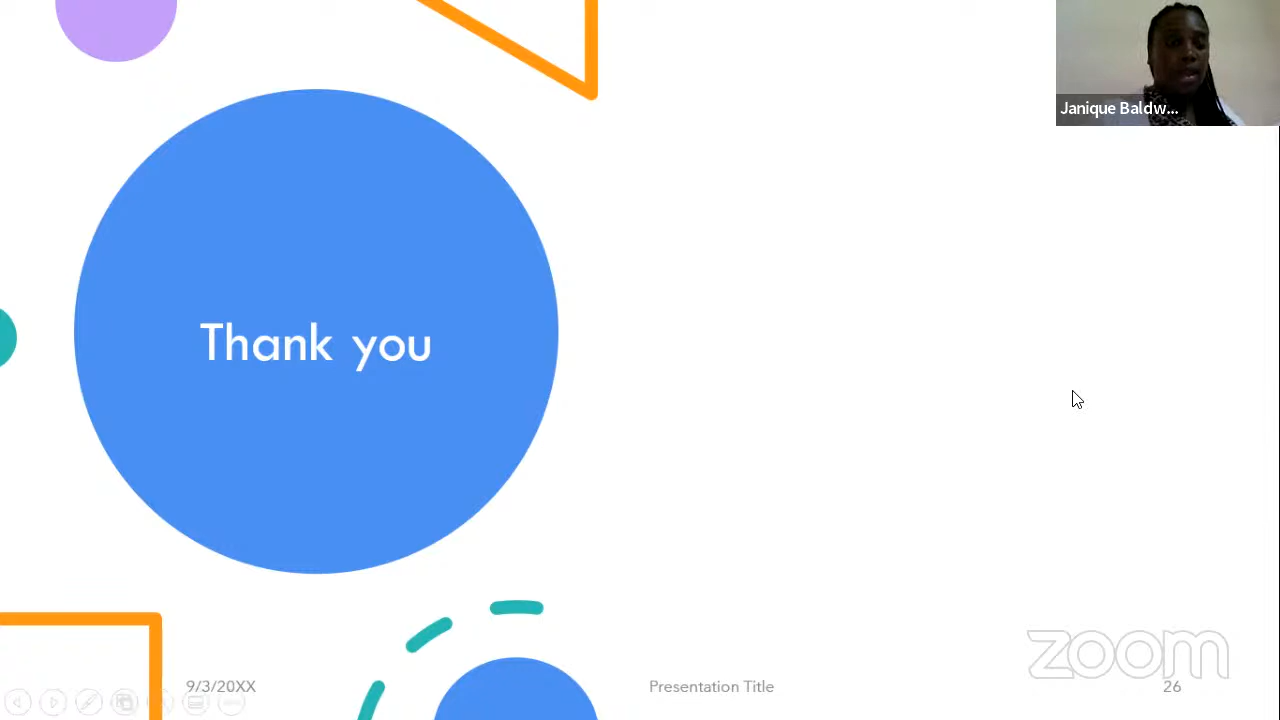 Janique Baldw...
Thank you
zoom
9/3/20XX
Presentation Title
26